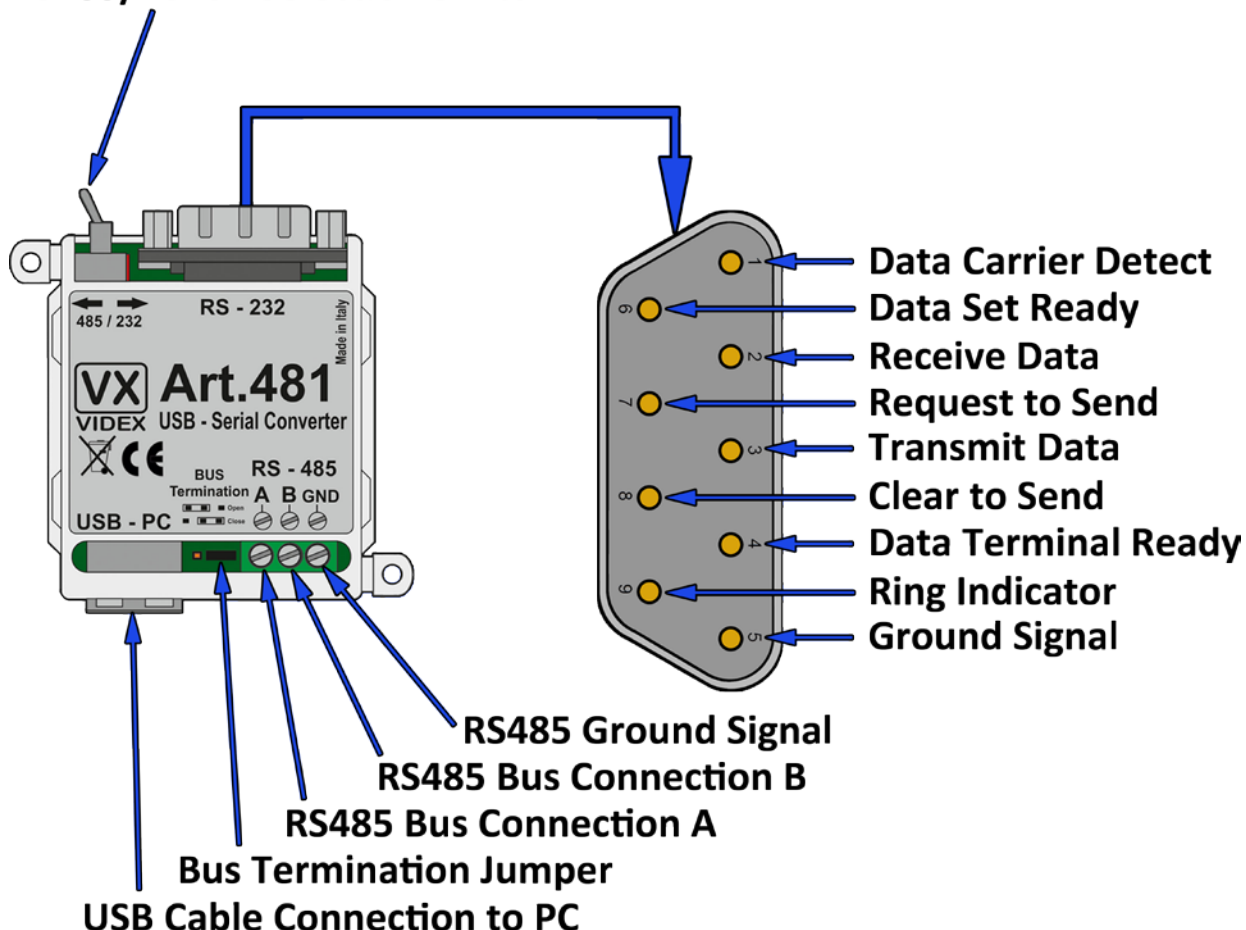 485 / 232
RS - 232
Made in Italy
VX
VIDEX
Art.481
USB - Serial Converter
CE
BUS
Termination
RS - 485
A B GND
Open
Close
USB - PC
1
6
2
7
3
8
4
9
5
Data Carrier Detect
Data Set Ready
Receive Data
Request to Send
Transmit Data
Clear to Send
Data Terminal Ready
Ring Indicator
Ground Signal
RS485 Ground Signal
RS485 Bus Connection B
RS485 Bus Connection A
Bus Termination Jumper
USB Cable Connection to PC